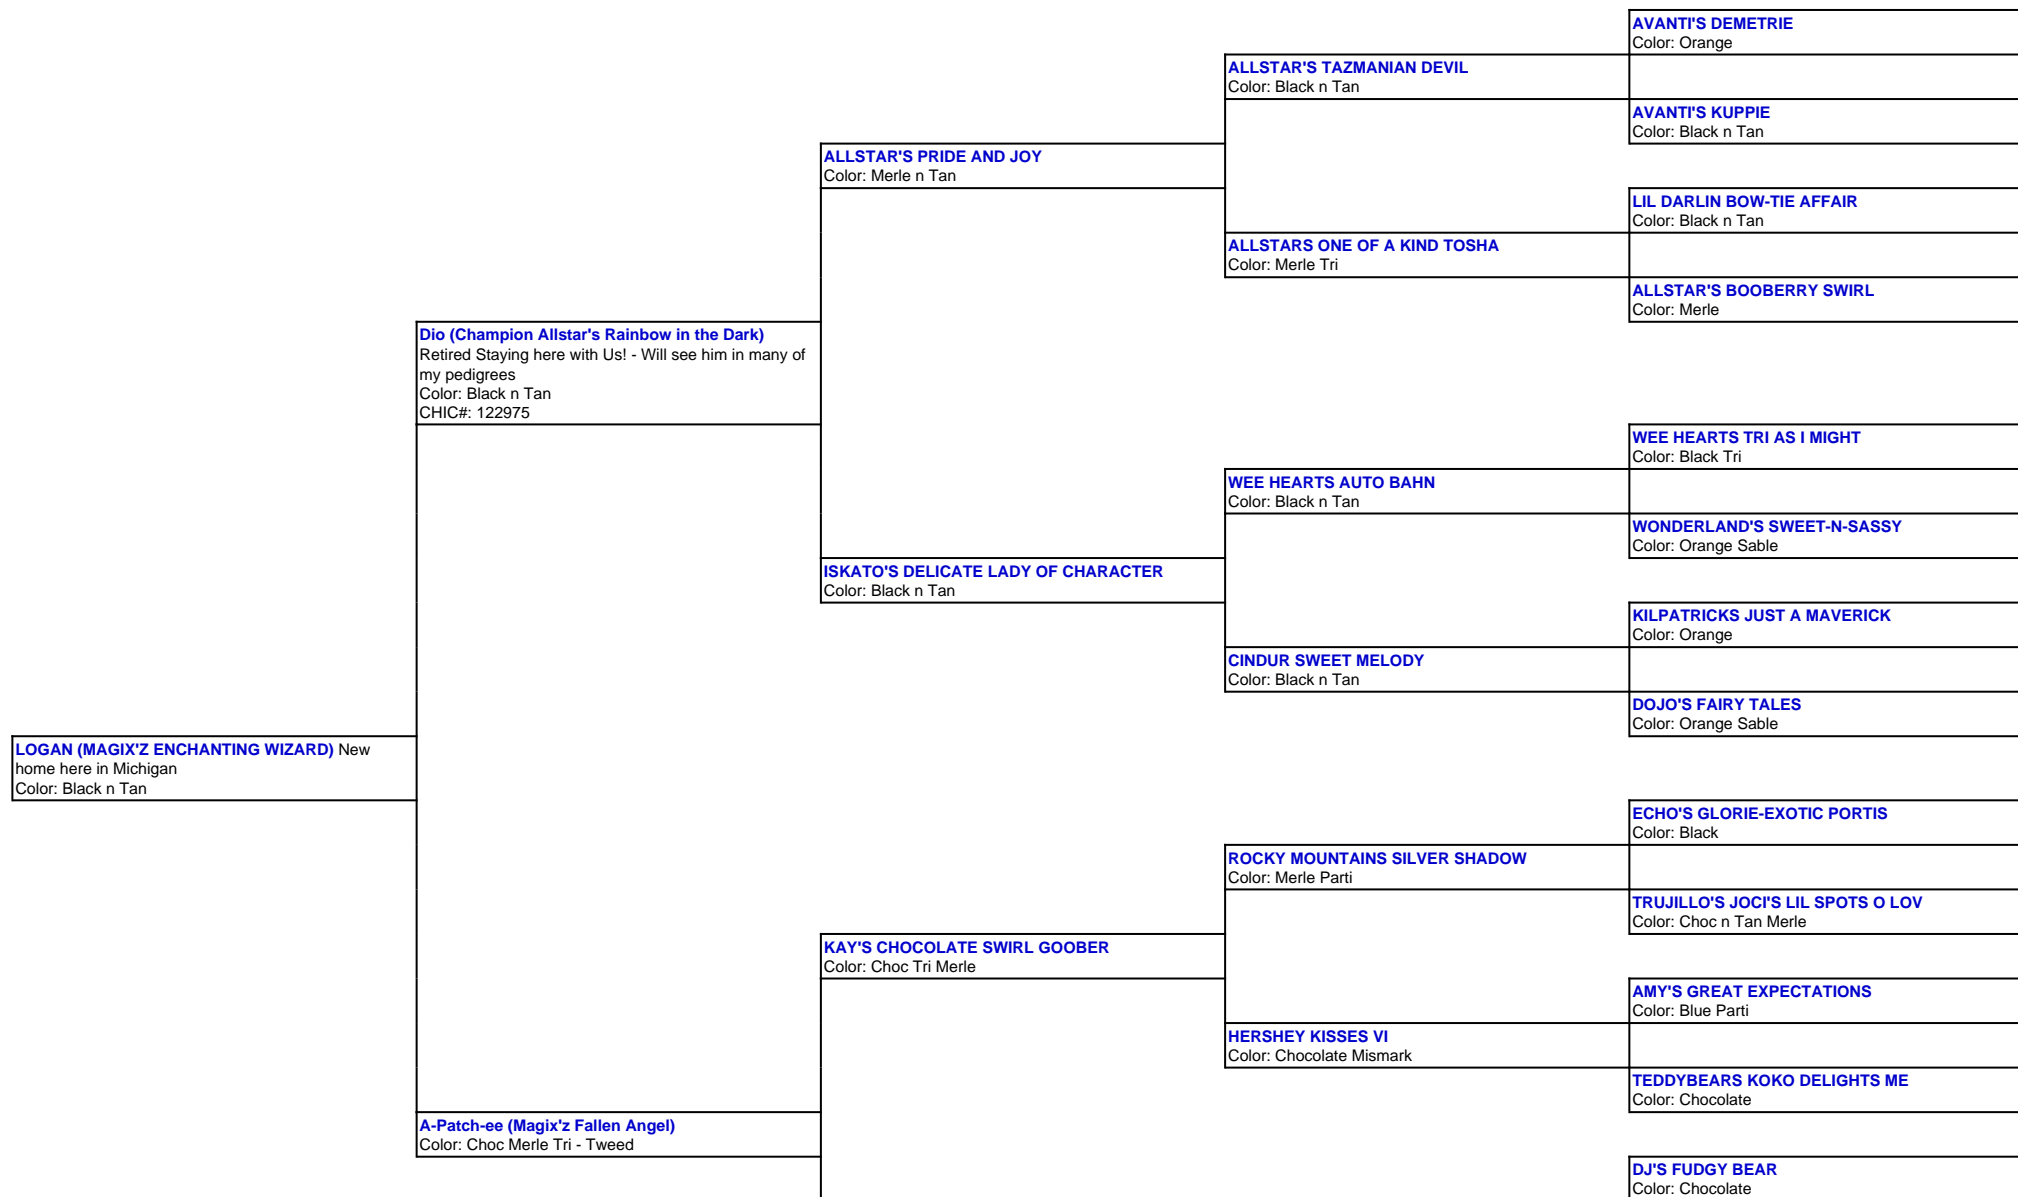 AVANTI'S DEMETRIE
Color: Orange
ALLSTAR'S TAZMANIAN DEVIL
Color: Black n Tan
AVANTI'S KUPPIE
Color: Black n Tan
ALLSTAR'S PRIDE AND JOY
Color: Merle n Tan
LIL DARLIN BOW-TIE AFFAIR
Color: Black n Tan
ALLSTARS ONE OF A KIND TOSHA
Color: Merle Tri
ALLSTAR'S BOOBERRY SWIRL
Color: Merle
Dio (Champion Allstar's Rainbow in the Dark)
Retired Staying here with Us! - Will see him in many of
my pedigrees
Color: Black n Tan
CHIC#: 122975
WEE HEARTS TRI AS I MIGHT
Color: Black Tri
WEE HEARTS AUTO BAHN
Color: Black n Tan
WONDERLAND'S SWEET-N-SASSY
Color: Orange Sable
ISKATO'S DELICATE LADY OF CHARACTER
Color: Black n Tan
KILPATRICKS JUST A MAVERICK
Color: Orange
CINDUR SWEET MELODY
Color: Black n Tan
DOJO'S FAIRY TALES
Color: Orange Sable
LOGAN (MAGIX'Z ENCHANTING WIZARD) New
home here in Michigan
Color: Black n Tan
ECHO'S GLORIE-EXOTIC PORTIS
Color: Black
ROCKY MOUNTAINS SILVER SHADOW
Color: Merle Parti
TRUJILLO'S JOCI'S LIL SPOTS O LOV
Color: Choc n Tan Merle
KAY'S CHOCOLATE SWIRL GOOBER
Color: Choc Tri Merle
AMY'S GREAT EXPECTATIONS
Color: Blue Parti
HERSHEY KISSES VI
Color: Chocolate Mismark
TEDDYBEARS KOKO DELIGHTS ME
Color: Chocolate
A-Patch-ee (Magix'z Fallen Angel)
Color: Choc Merle Tri - Tweed
DJ'S FUDGY BEAR
Color: Chocolate